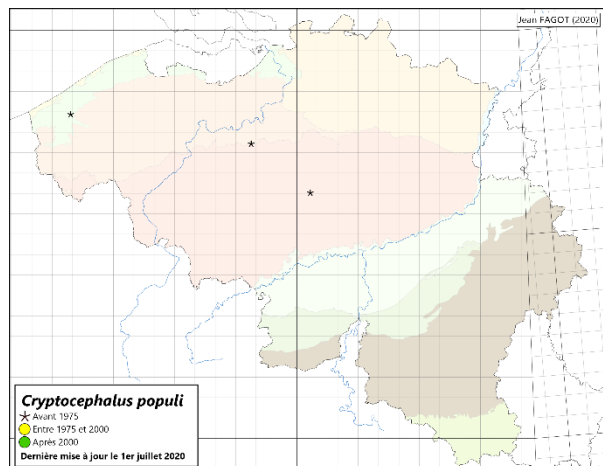 Jean FAGOT (2020)
Cryptocephalus populi
Avant 1975
Entre 1975 et 2000
Après 2000
Dernière mise à jour le 1er juillet 2020